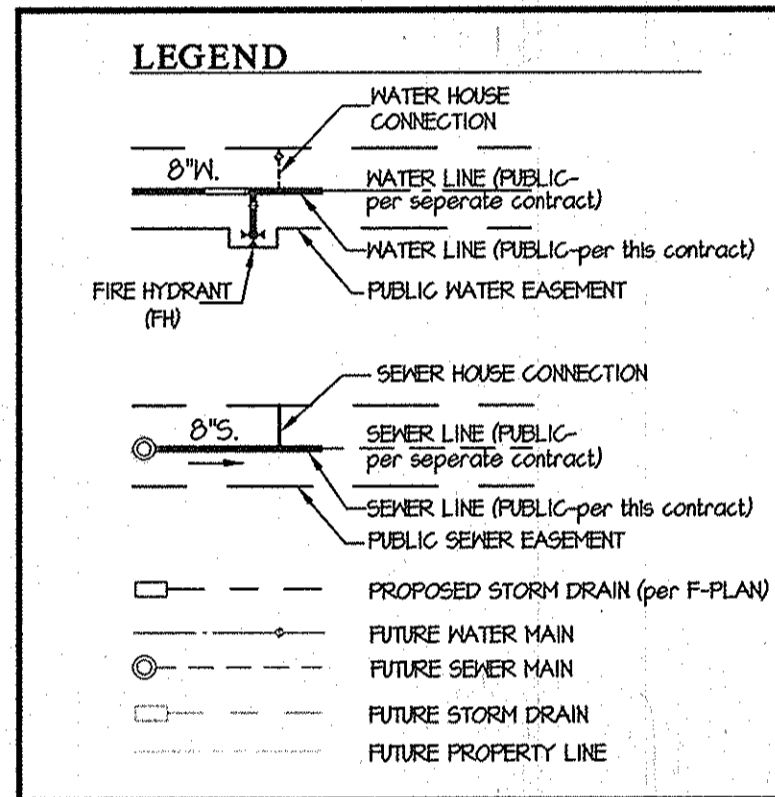 LEGEND
WATER HOUSE
CONNECTION
8"W.
WATER LINE (PUBLIC-
per seperate contract)
WATER LINE (PUBLIC-per this contract)
FIRE HYDRANT
(FH)
PUBLIC WATER EASEMENT
SEWER HOUSE CONNECTION
8"S.
SEWER LINE (PUBLIC-
per seperate contract)
SEWER LINE (PUBLIC-per this contract)
PUBLIC SEWER EASEMENT
PROPOSED STORM DRAIN (per F-PLAN)
FUTURE WATER MAIN
FUTURE SEWER MAIN
FUTURE STORM DRAIN
FUTURE PROPERTY LINE